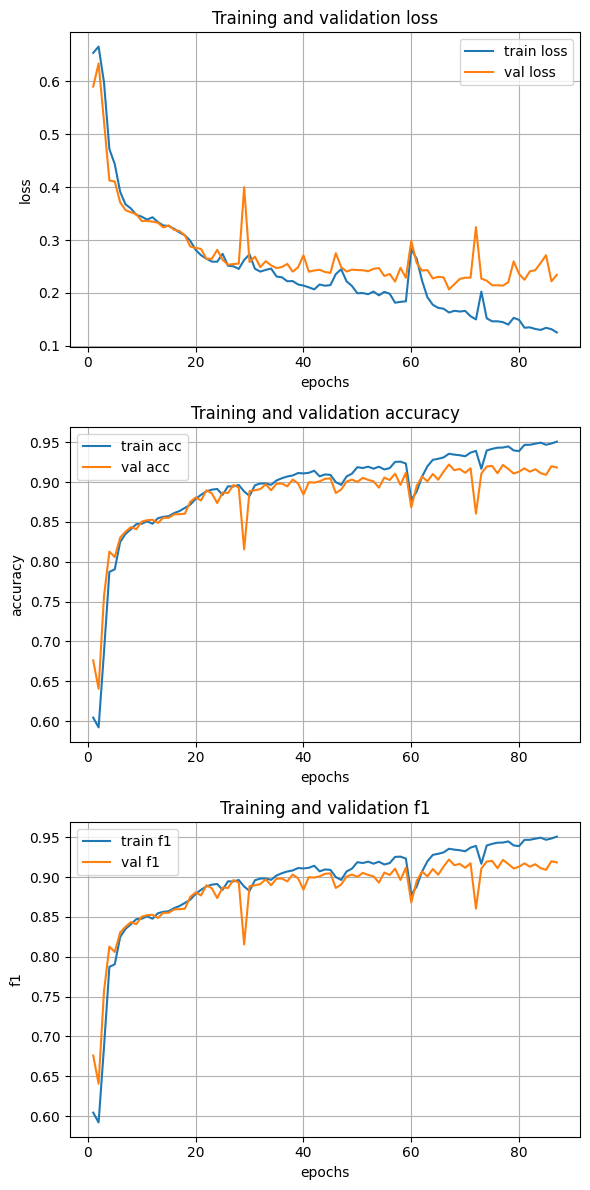 Training and validation loss
train loss
val loss
0.6
0.5
0.4
0.3
0.2
0.1
loss
0
20
40
60
80
epochs
Training and validation accuracy
train acc
val acc
0.95
0.90
0.85
0.80
0.75
0.70
0.65
0.60
accuracy
0
20
40
60
80
epochs
Training and validation f1
train f1
val f1
0.95
0.90
0.85
0.80
0.75
0.70
0.65
0.60
f1
0
20
40
60
80
epochs